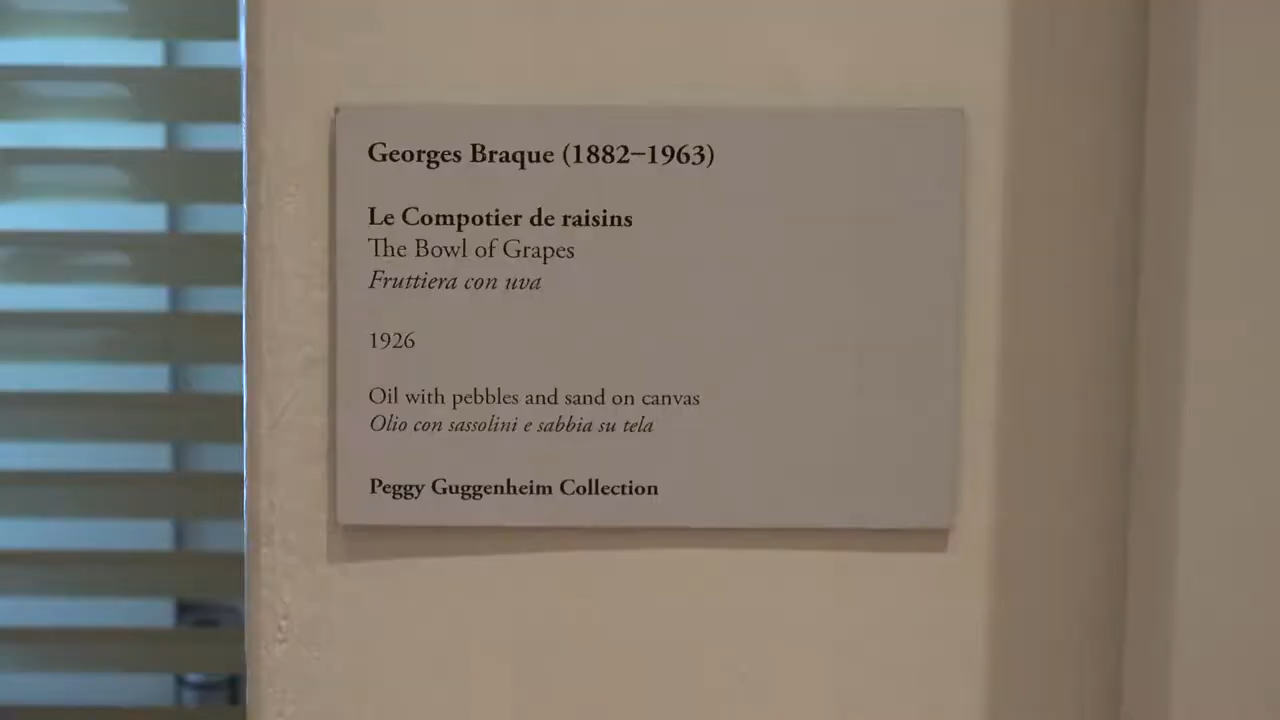 Georges Braque (1882–1963)
Le Compotier de raisins
The Bowl of Grapes
Fruttiera con uva
1926
Oil with pebbles and sand on canvas
Olio con sassolini e sabbia su tela
Peggy Guggenheim Collection